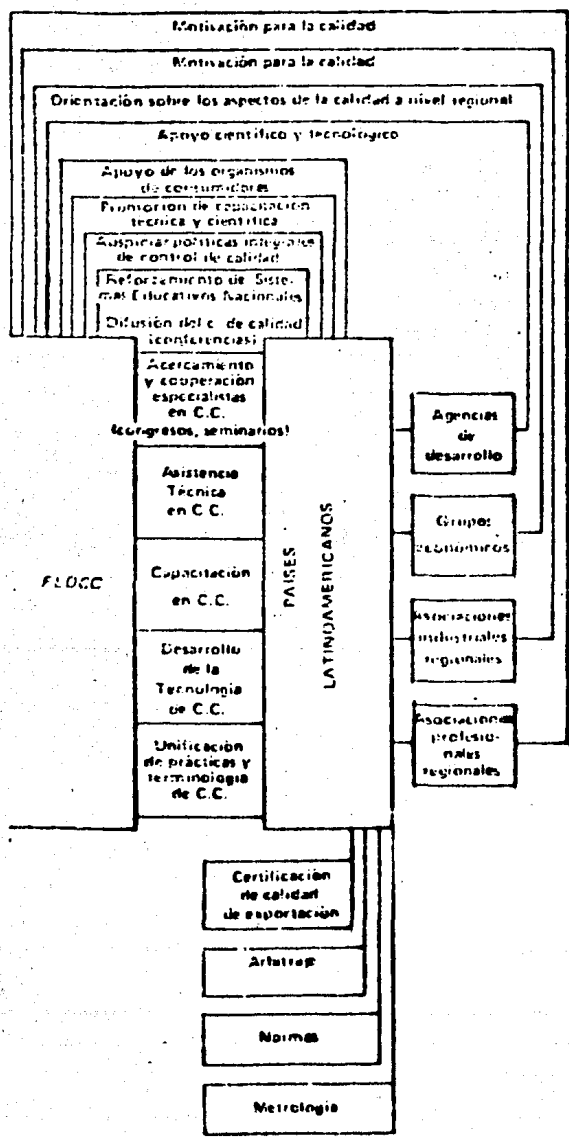 Motivación para la calidad
Motivación para la calidad
Orientación sobre los aspectos de la calidad a nivel regional
Apoyo científico y tecnológico
Apoyo de los organismos
de consumidores
Promoción de capacitación
técnica y científica
Auspiciar políticas integrales
de control de calidad
Reforzamiento de Siste-
mas Educativos Nacionales
Difusión del c. de calidad
(conferencias)
Acercamiento
y cooperación
especialistas
en C.C.
(congresos, seminarios)
Asistencia
Técnica
en C.C.
Capacitación
en C.C.
Desarrollo
de la
Tecnología
de C.C.
Unificación
de prácticas y
terminología
de C.C.
FLOCC
PAISES
LATINOAMERICANOS
Agencias
de
desarrollo
Grupos
económicos
Asociaciones
industriales
regionales
Asociaciones
profesio-
nales
regionales
Certificación
de calidad
de exportación
Arbitraje
Normas
Metrología